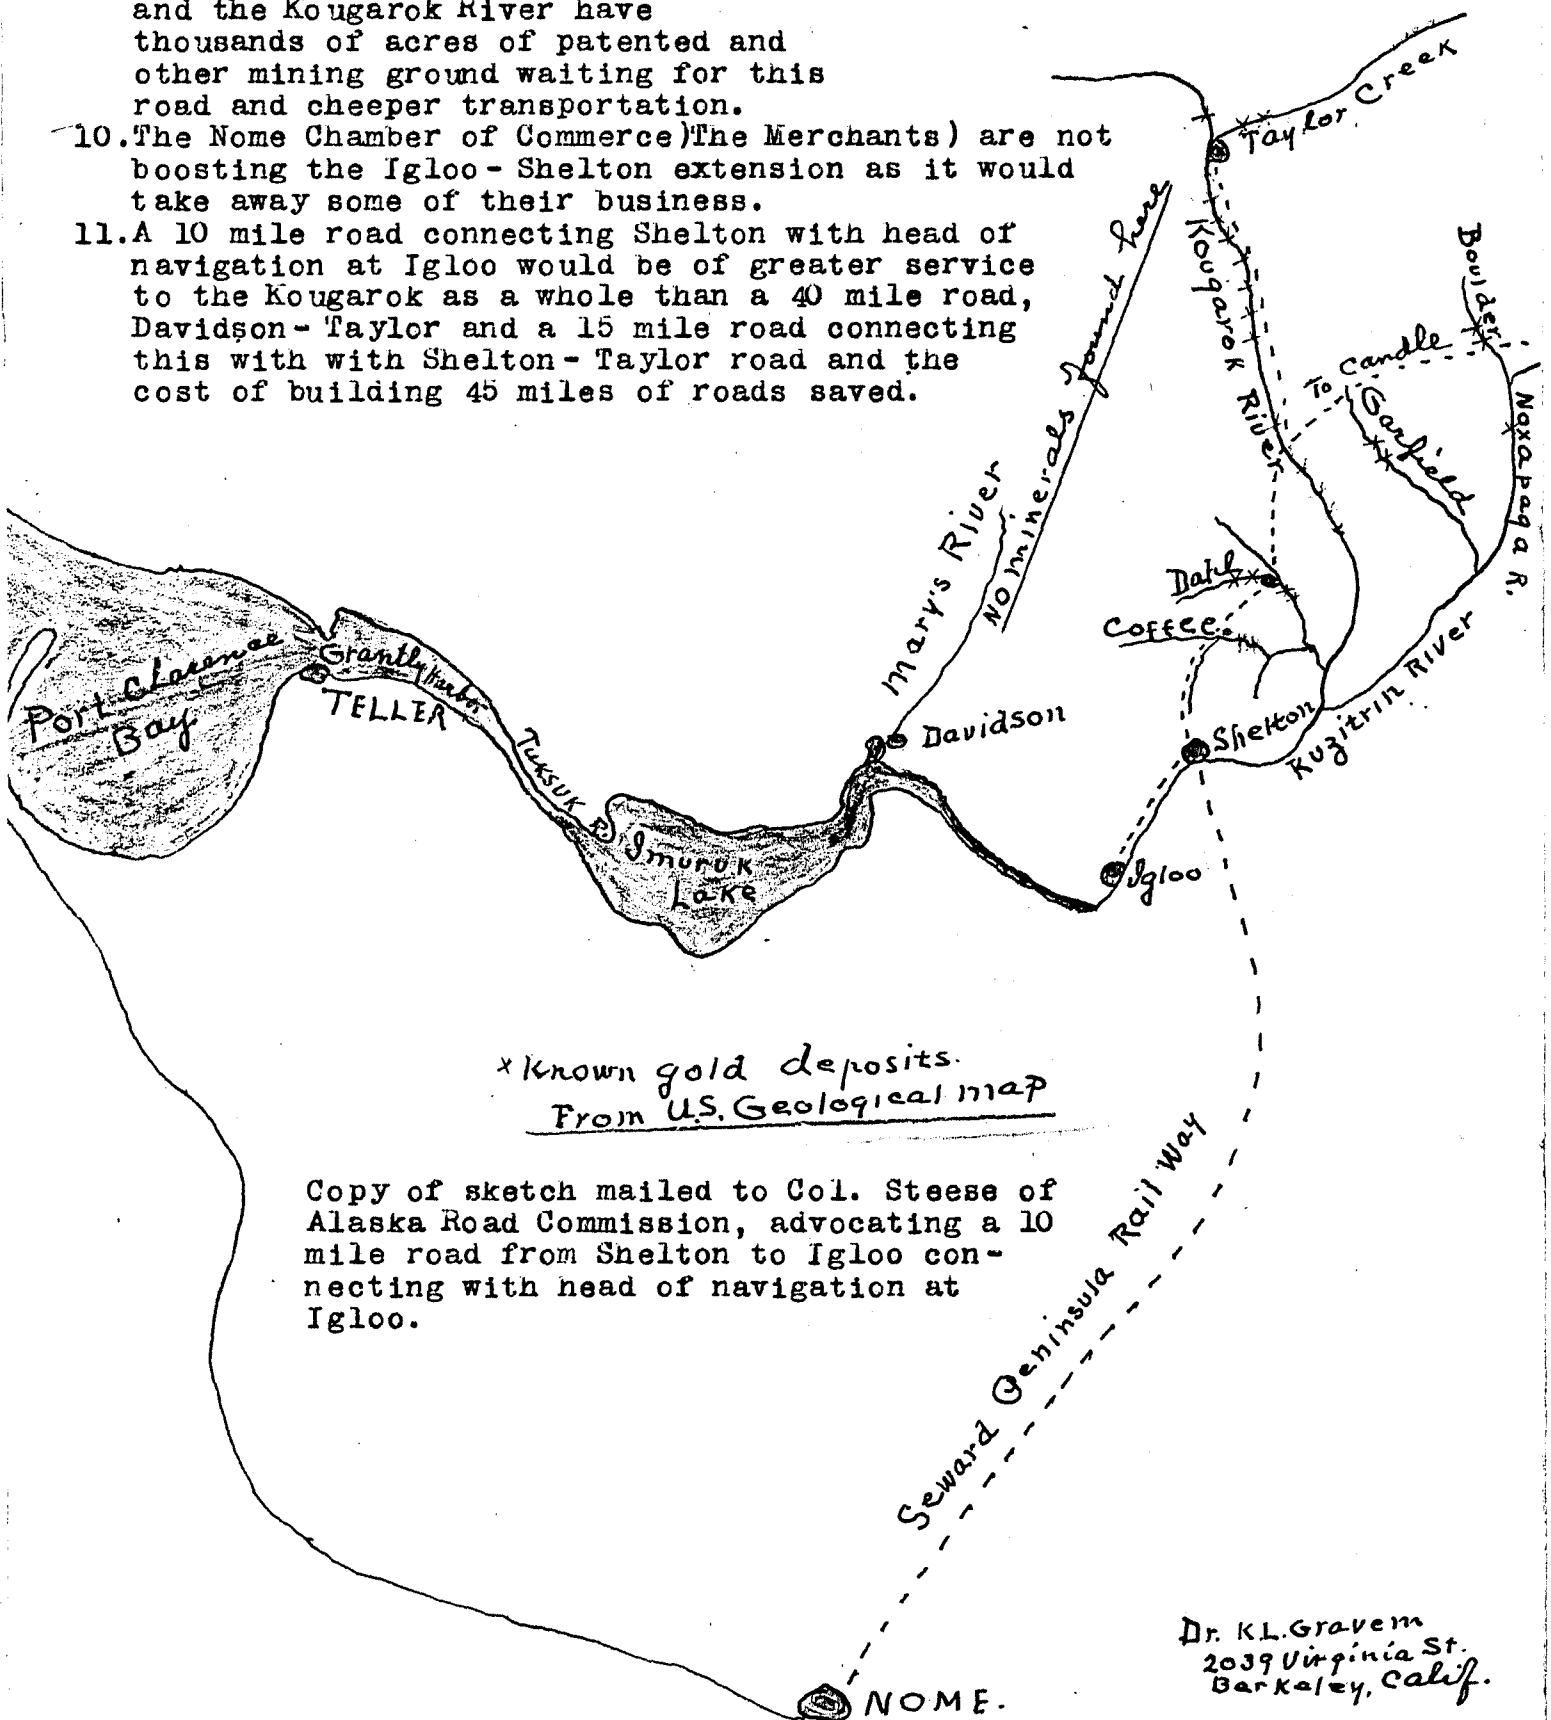 and the Kougarok River have
thousands of acres of patented and
other mining ground waiting for this
road and cheeper transportation.
10.The Nome Chamber of Commerce)The Merchants) are not
boosting the Igloo-Shelton extension as it would
take away some of their business.
11.A 10 mile road connecting Shelton with head of
navigation at Igloo would be of greater service
to the Kougarok as a whole than a 40 mile road,
Davidson-Taylor and a 15 mile road connecting
this with with Shelton-Taylor road and the
cost of building 45 miles of roads saved.
Taylor Creek
Kougarok River
Boulder
To Candle
Garfield
Noxapaga R.
Mary's River
No minerals found here
Dahl
Coffee
Port Clarence
Bay
Grantly Harbor
TELLER
Tuksuk R.
Davidson
Shelton
Kuzitrin River
Imuruk
Lake
Igloo
x Known gold deposits.
From U.S. Geological map
Copy of sketch mailed to Col. Steese of
Alaska Road Commission, advocating a 10
mile road from Shelton to Igloo con-
necting with head of navigation at
Igloo.
Seward Peninsula Rail Way
NOME.
Dr. K.L. Gravem
2039 Virginia St.
Berkeley, Calif.